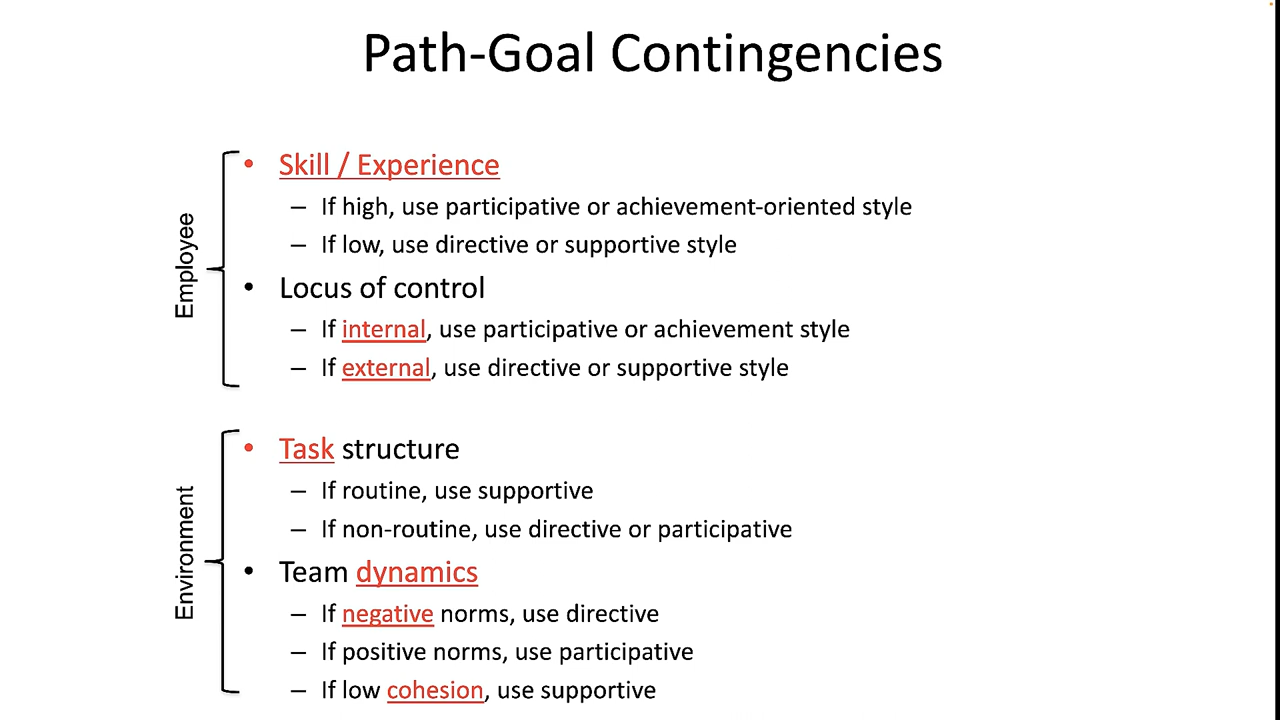 Path-Goal Contingencies
Employee
• Skill / Experience
– If high, use participative or achievement-oriented style
– If low, use directive or supportive style
• Locus of control
– If internal, use participative or achievement style
– If external, use directive or supportive style
Environment
• Task structure
– If routine, use supportive
– If non-routine, use directive or participative
• Team dynamics
– If negative norms, use directive
– If positive norms, use participative
– If low cohesion, use supportive